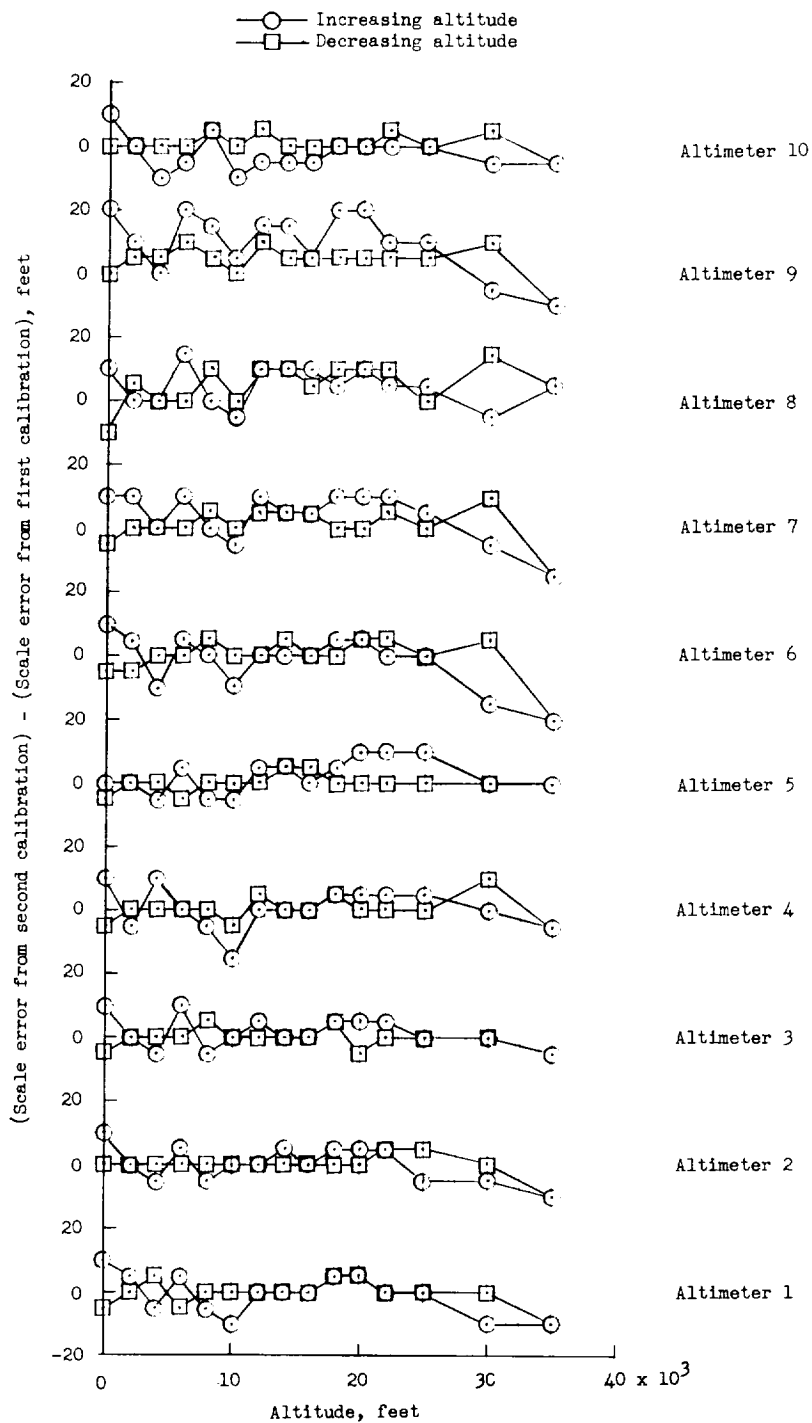 Increasing altitude
Decreasing altitude
20
0
Altimeter 10
20
0
Altimeter 9
20
0
Altimeter 8
20
0
Altimeter 7
20
0
Altimeter 6
20
0
Altimeter 5
20
0
Altimeter 4
20
0
Altimeter 3
20
0
Altimeter 2
20
0
Altimeter 1
-20
0
10
20
30
40 x 10³
Altitude, feet
(Scale error from second calibration) - (Scale error from first calibration), feet